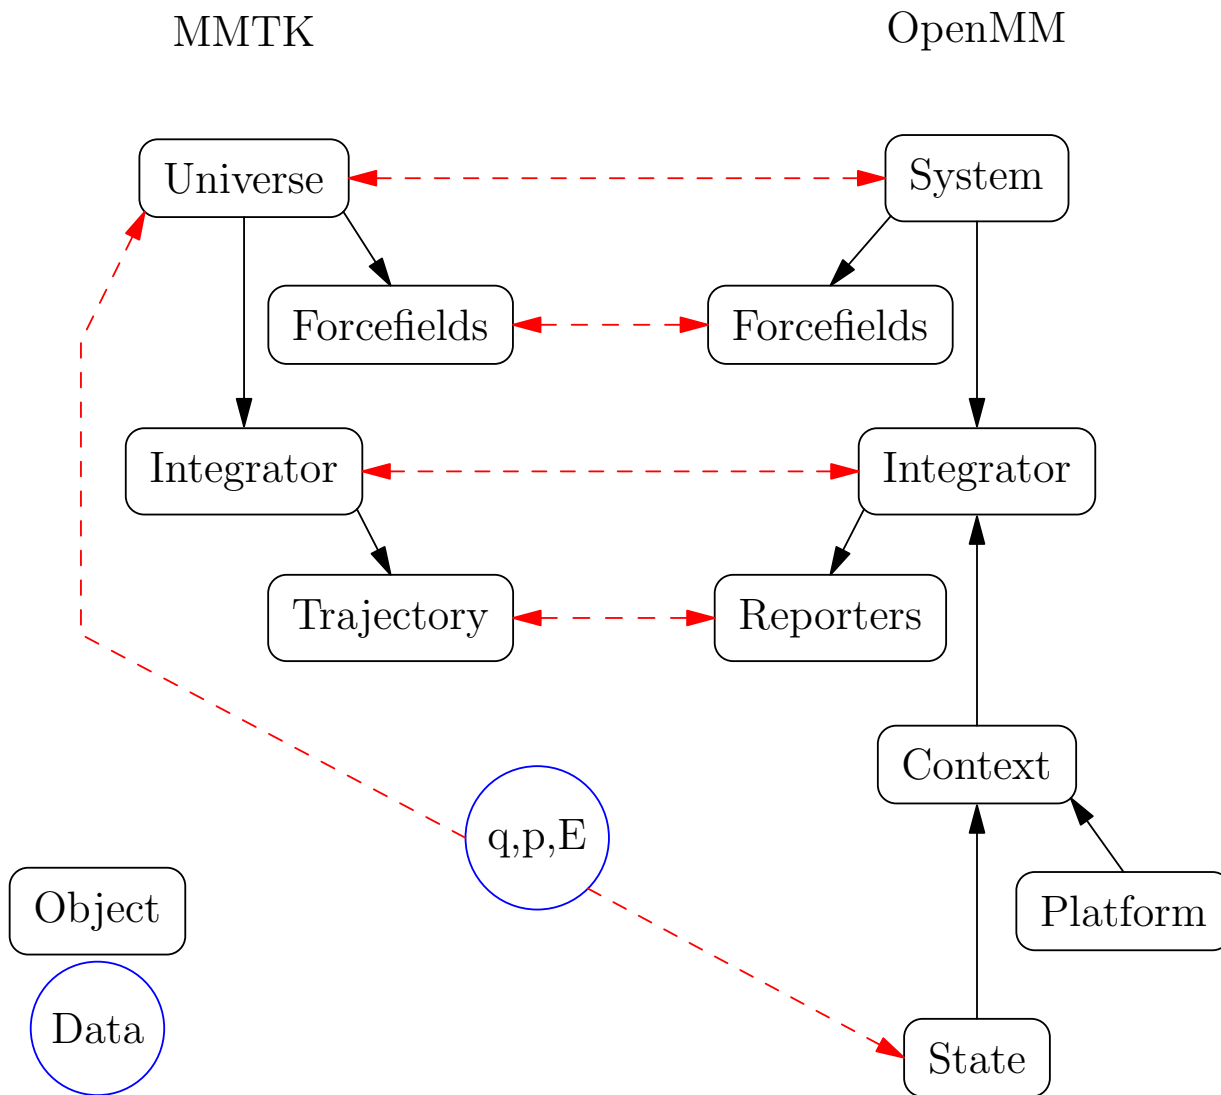 MMTK
OpenMM
Universe
System
Forcefields
Forcefields
Integrator
Integrator
Trajectory
Reporters
Context
q,p,E
Object
Platform
Data
State